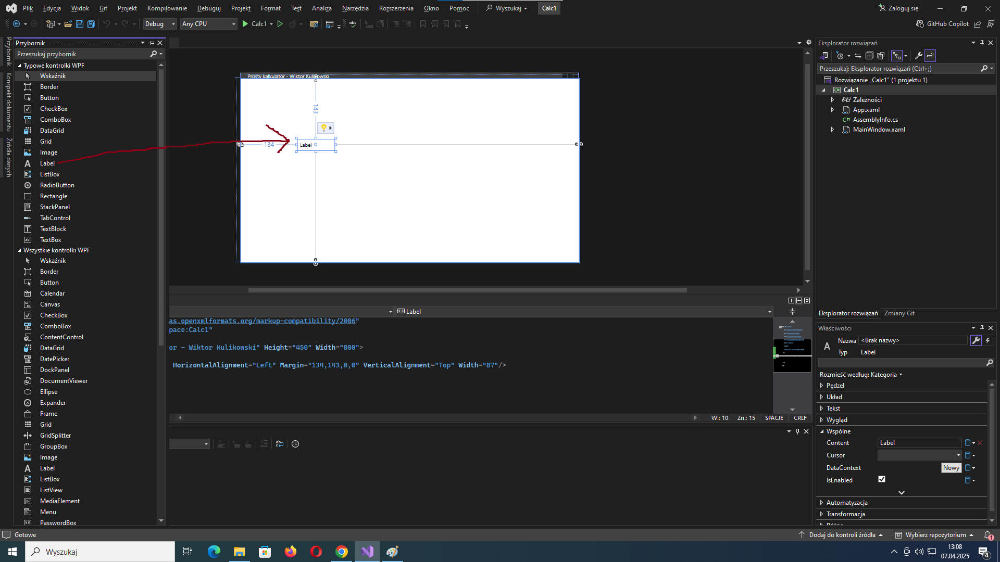 Plik Edycja Widok Git Projekt Kompilowanie Debuguj Projekt Format Test Analiza Narzędzia Rozszerzenia Okno Pomoc Wyszukaj Calc1 Zaloguj się
Debug Any CPU Calc1 GitHub Copilot
Przybornik
Konspekt dokumentu
Źródła danych
Przybornik
Przeszukaj przybornik
Typowe kontrolki WPF
Wskaźnik
Border
Button
CheckBox
ComboBox
DataGrid
Grid
Image
Label
ListBox
RadioButton
Rectangle
StackPanel
TabControl
TextBlock
TextBox
Wszystkie kontrolki WPF
Wskaźnik
Border
Button
Calendar
Canvas
CheckBox
ComboBox
ContentControl
DataGrid
DatePicker
DockPanel
DocumentViewer
Ellipse
Expander
Frame
Grid
GridSplitter
GroupBox
Image
Label
ListBox
ListView
MediaElement
Menu
PasswordBox
Prosty kalkulator - Wiktor Kulikowski
143
134
Label
Label
as.openxmlformats.org/markup-compatibility/2006"
pace:Calc1"
or - Wiktor Kulikowski" Height="450" Width="800">
HorizontalAlignment="Left" Margin="134,143,0,0" VerticalAlignment="Top" Width="87"/>
W.: 10 Zn.: 15 SPACJE CRLF
Eksplorator rozwiązań
Przeszukaj: Eksplorator rozwiązań (Ctrl+;)
Rozwiązanie „Calc1” (1 projektu 1)
Calc1
Zależności
App.xaml
AssemblyInfo.cs
MainWindow.xaml
Eksplorator rozwiązań Zmiany Git
Właściwości
Nazwa <Brak nazwy>
Typ Label
Rozmieść według: Kategoria
Pędzel
Układ
Tekst
Wygląd
Wspólne
Content Label
Cursor
DataContext Nowy
IsEnabled
Automatyzacja
Transformacja
Różne
Gotowe Dodaj do kontroli źródła Wybierz repozytorium 1
Wyszukaj
13:08
07.04.2025
4